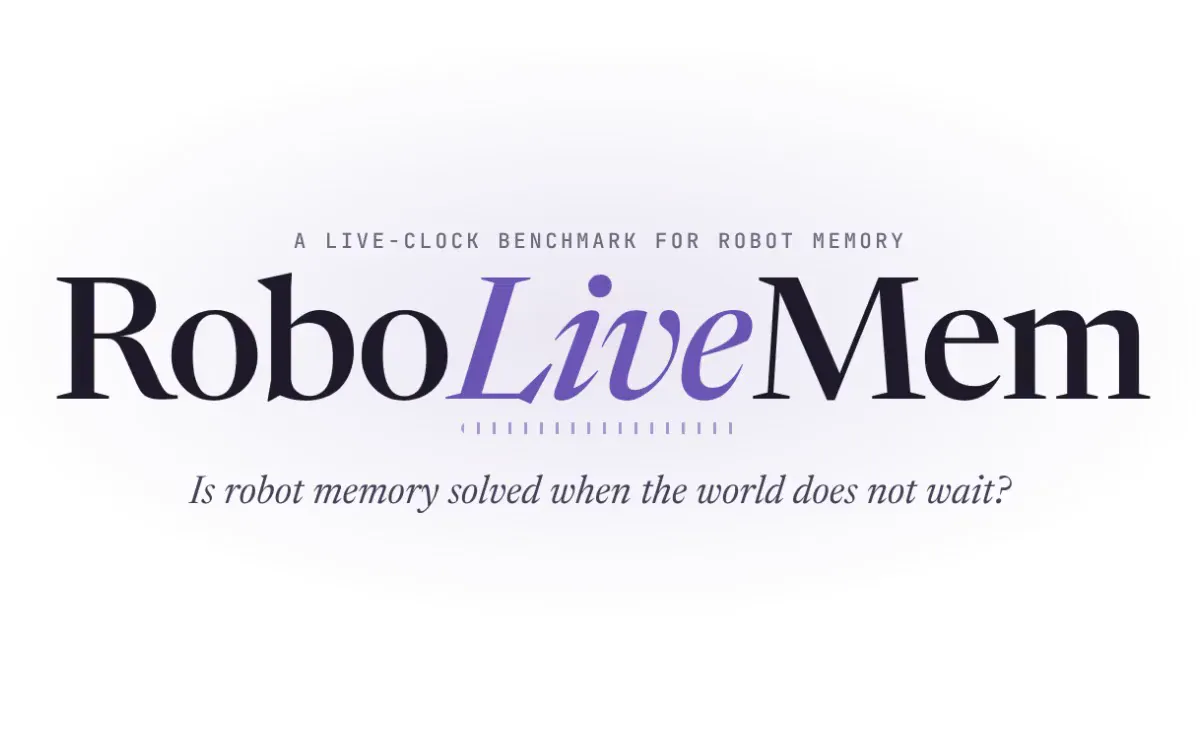 A LIVE-CLOCK BENCHMARK FOR ROBOT MEMORY
RoboLiveMem
Is robot memory solved when the world does not wait?